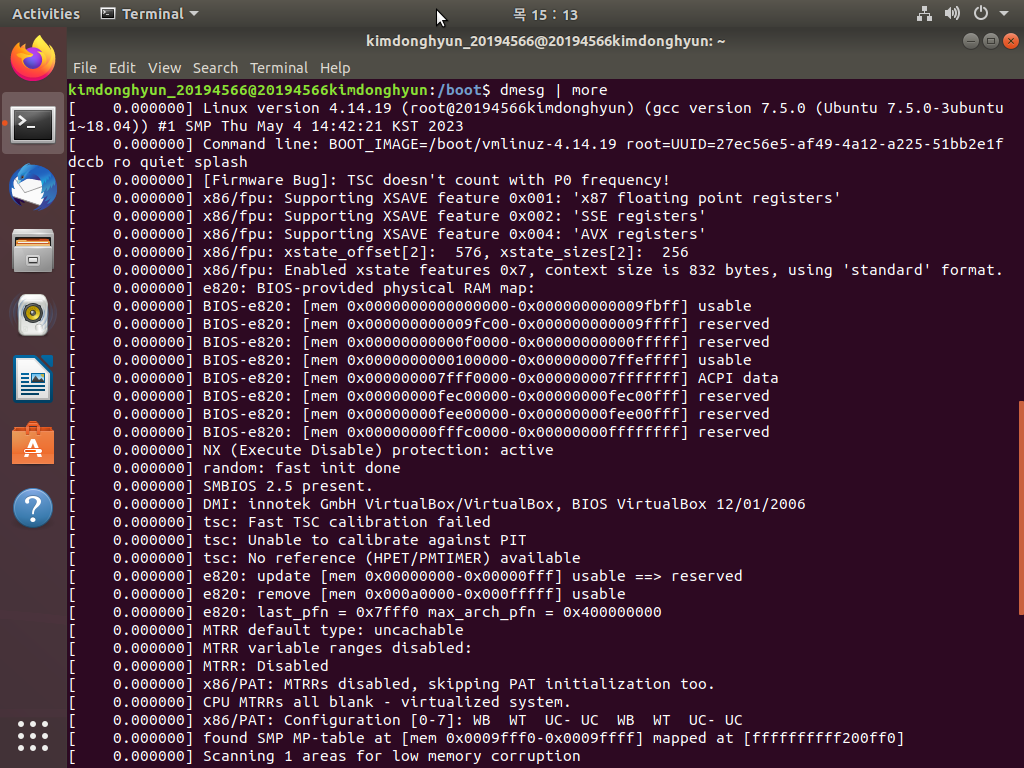 Activities Terminal 목 15 : 13
kimdonghyun_20194566@20194566kimdonghyun: ~
File Edit View Search Terminal Help
kimdonghyun_20194566@20194566kimdonghyun:/boot$ dmesg | more
[    0.000000] Linux version 4.14.19 (root@20194566kimdonghyun) (gcc version 7.5.0 (Ubuntu 7.5.0-3ubuntu
1~18.04)) #1 SMP Thu May 4 14:42:21 KST 2023
[    0.000000] Command line: BOOT_IMAGE=/boot/vmlinuz-4.14.19 root=UUID=27ec56e5-af49-4a12-a225-51bb2e1f
dccb ro quiet splash
[    0.000000] [Firmware Bug]: TSC doesn't count with P0 frequency!
[    0.000000] x86/fpu: Supporting XSAVE feature 0x001: 'x87 floating point registers'
[    0.000000] x86/fpu: Supporting XSAVE feature 0x002: 'SSE registers'
[    0.000000] x86/fpu: Supporting XSAVE feature 0x004: 'AVX registers'
[    0.000000] x86/fpu: xstate_offset[2]:  576, xstate_sizes[2]:  256
[    0.000000] x86/fpu: Enabled xstate features 0x7, context size is 832 bytes, using 'standard' format.
[    0.000000] e820: BIOS-provided physical RAM map:
[    0.000000] BIOS-e820: [mem 0x0000000000000000-0x000000000009fbff] usable
[    0.000000] BIOS-e820: [mem 0x000000000009fc00-0x000000000009ffff] reserved
[    0.000000] BIOS-e820: [mem 0x00000000000f0000-0x00000000000fffff] reserved
[    0.000000] BIOS-e820: [mem 0x0000000000100000-0x000000007ffeffff] usable
[    0.000000] BIOS-e820: [mem 0x000000007fff0000-0x000000007fffffff] ACPI data
[    0.000000] BIOS-e820: [mem 0x00000000fec00000-0x00000000fec00fff] reserved
[    0.000000] BIOS-e820: [mem 0x00000000fee00000-0x00000000fee00fff] reserved
[    0.000000] BIOS-e820: [mem 0x00000000fffc0000-0x00000000ffffffff] reserved
[    0.000000] NX (Execute Disable) protection: active
[    0.000000] random: fast init done
[    0.000000] SMBIOS 2.5 present.
[    0.000000] DMI: innotek GmbH VirtualBox/VirtualBox, BIOS VirtualBox 12/01/2006
[    0.000000] tsc: Fast TSC calibration failed
[    0.000000] tsc: Unable to calibrate against PIT
[    0.000000] tsc: No reference (HPET/PMTIMER) available
[    0.000000] e820: update [mem 0x00000000-0x00000fff] usable ==> reserved
[    0.000000] e820: remove [mem 0x000a0000-0x000fffff] usable
[    0.000000] e820: last_pfn = 0x7fff0 max_arch_pfn = 0x400000000
[    0.000000] MTRR default type: uncachable
[    0.000000] MTRR variable ranges disabled:
[    0.000000] MTRR: Disabled
[    0.000000] x86/PAT: MTRRs disabled, skipping PAT initialization too.
[    0.000000] CPU MTRRs all blank - virtualized system.
[    0.000000] x86/PAT: Configuration [0-7]: WB  WT  UC- UC  WB  WT  UC- UC
[    0.000000] found SMP MP-table at [mem 0x0009fff0-0x0009ffff] mapped at [ffffffffff200ff0]
[    0.000000] Scanning 1 areas for low memory corruption